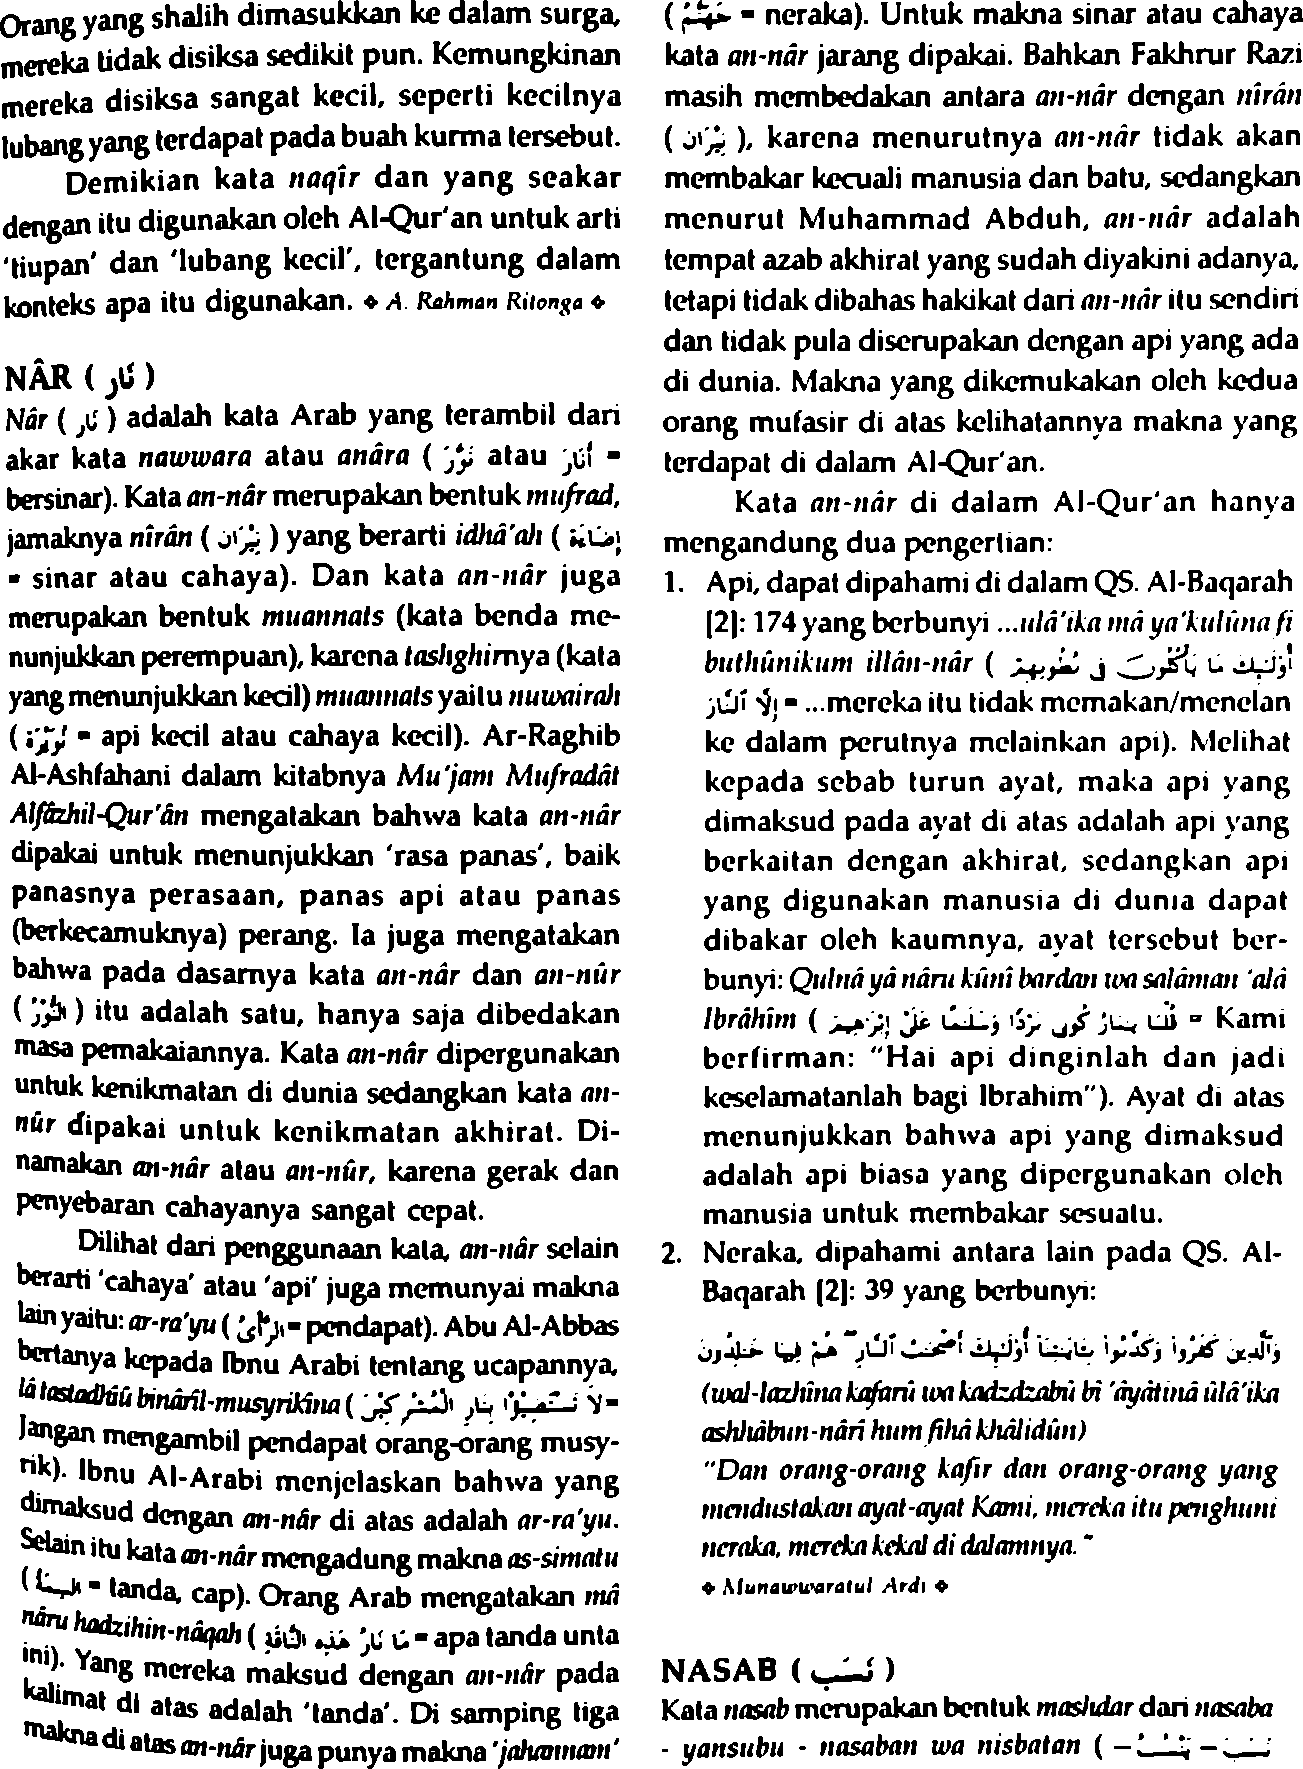 Orang yang shalih dimasukkan ke dalam surga,
mereka tidak disiksa sedikit pun. Kemungkinan
mereka disiksa sangat kecil, seperti kecilnya
lubang yang terdapat pada buah kurma tersebut.
Demikian kata naqîr dan yang seakar
dengan itu digunakan oleh Al-Qur'an untuk arti
'tiupan' dan 'lubang kecil', tergantung dalam
konteks apa itu digunakan. ◆ A. Rahman Ritonga ◆
NÂR ( نَار )
Nâr ( نَار ) adalah kata Arab yang terambil dari
akar kata nawwara atau anâra ( نَوَّرَ atau أَنَارَ =
bersinar). Kata an-nâr merupakan bentuk mufrad,
jamaknya nîrân ( نِيْرَان ) yang berarti idhâ'ah ( إِضَاءَة
= sinar atau cahaya). Dan kata an-nâr juga
merupakan bentuk muannats (kata benda me-
nunjukkan perempuan), karena tashghirnya (kata
yang menunjukkan kecil) muannats yaitu nuwairah
( نُوَيْرَة = api kecil atau cahaya kecil). Ar-Raghib
Al-Ashfahani dalam kitabnya Mu'jam Mufradât
Alfâzhil-Qur'ân mengatakan bahwa kata an-nâr
dipakai untuk menunjukkan 'rasa panas', baik
panasnya perasaan, panas api atau panas
(berkecamuknya) perang. Ia juga mengatakan
bahwa pada dasarnya kata an-nâr dan an-nûr
( النُّوْرُ ) itu adalah satu, hanya saja dibedakan
masa pemakaiannya. Kata an-nâr dipergunakan
untuk kenikmatan di dunia sedangkan kata an-
nûr dipakai untuk kenikmatan akhirat. Di-
namakan an-nâr atau an-nûr, karena gerak dan
penyebaran cahayanya sangat cepat.
Dilihat dari penggunaan kata, an-nâr selain
berarti 'cahaya' atau 'api' juga memunyai makna
lain yaitu: ar-ra'yu ( الرَّأْيُ = pendapat). Abu Al-Abbas
bertanya kepada Ibnu Arabi tentang ucapannya,
lâ tastadhîû binâril-musyrikîna ( لاَ تَسْتَضِيْؤُا بِنَارِ الْمُشْرِكِيْنَ =
Jangan mengambil pendapat orang-orang musy-
rik). Ibnu Al-Arabi menjelaskan bahwa yang
dimaksud dengan an-nâr di atas adalah ar-ra'yu.
Selain itu kata an-nâr mengadung makna as-simatu
( = tanda, cap). Orang Arab mengatakan mâ
nâru hadzihin-nâqah ( مَا نَارُ هَذِهِ النَّاقَةِ = apa tanda unta
ini). Yang mereka maksud dengan an-nâr pada
kalimat di atas adalah 'tanda'. Di samping tiga
makna di atas an-nâr juga punya makna 'jahannam'
( جَهَنَّمُ = neraka). Untuk makna sinar atau cahaya
kata an-nâr jarang dipakai. Bahkan Fakhrur Razi
masih membedakan antara an-nâr dengan nîrân
( نِيْرَان ), karena menurutnya an-nâr tidak akan
membakar kecuali manusia dan batu, sedangkan
menurut Muhammad Abduh, an-nâr adalah
tempat azab akhirat yang sudah diyakini adanya,
tetapi tidak dibahas hakikat dari an-nâr itu sendiri
dan tidak pula diserupakan dengan api yang ada
di dunia. Makna yang dikemukakan oleh kedua
orang mufasir di atas kelihatannya makna yang
terdapat di dalam Al-Qur'an.
Kata an-nâr di dalam Al-Qur'an hanya
mengandung dua pengertian:
1. Api, dapat dipahami di dalam QS. Al-Baqarah
[2]: 174 yang berbunyi ...ulâ'ika mâ ya'kulûna fi
buthûnikum illân-nâr ( أُوْلَٰٓئِكَ مَا يَأْكُلُونَ فِى بُطُونِهِمْ
إِلَّا ٱلنَّارَ = ...mereka itu tidak memakan/menelan
ke dalam perutnya melainkan api). Melihat
kepada sebab turun ayat, maka api yang
dimaksud pada ayat di atas adalah api yang
berkaitan dengan akhirat, sedangkan api
yang digunakan manusia di dunia dapat
dibakar oleh kaumnya, ayat tersebut ber-
bunyi: Qulnâ yâ nâru kûnî bardan wa salâman 'alâ
Ibrâhîm ( قُلْنَا يَٰنَارُ كُونِى بَرْدًا وَسَلَٰمًا عَلَىٰٓ إِبْرَٰهِيمَ = Kami
berfirman: "Hai api dinginlah dan jadi
keselamatanlah bagi Ibrahim"). Ayat di atas
menunjukkan bahwa api yang dimaksud
adalah api biasa yang dipergunakan oleh
manusia untuk membakar sesuatu.
2. Neraka, dipahami antara lain pada QS. Al-
Baqarah [2]: 39 yang berbunyi:
وَٱلَّذِينَ كَفَرُوا۟ وَكَذَّبُوا۟ بِـَٔايَٰتِنَآ أُو۟لَٰٓئِكَ أَصْحَٰبُ ٱلنَّارِ هُمْ فِيهَا خَٰلِدُونَ
(wal-lazhîna kafarû wa kadzdzabû bi 'âyâtinâ ûlâ'ika
ashhâbun-nâri hum fîhâ khâlidûn)
"Dan orang-orang kafir dan orang-orang yang
mendustakan ayat-ayat Kami, mereka itu penghuni
neraka, mereka kekal di dalamnya."
◆ Munawwaratul Ardi ◆
NASAB ( نَسَب )
Kata nasab merupakan bentuk mashdar dari nasaba
- yansubu - nasaban wa nisbatan ( نَسَبَ – يَنْسُبُ –